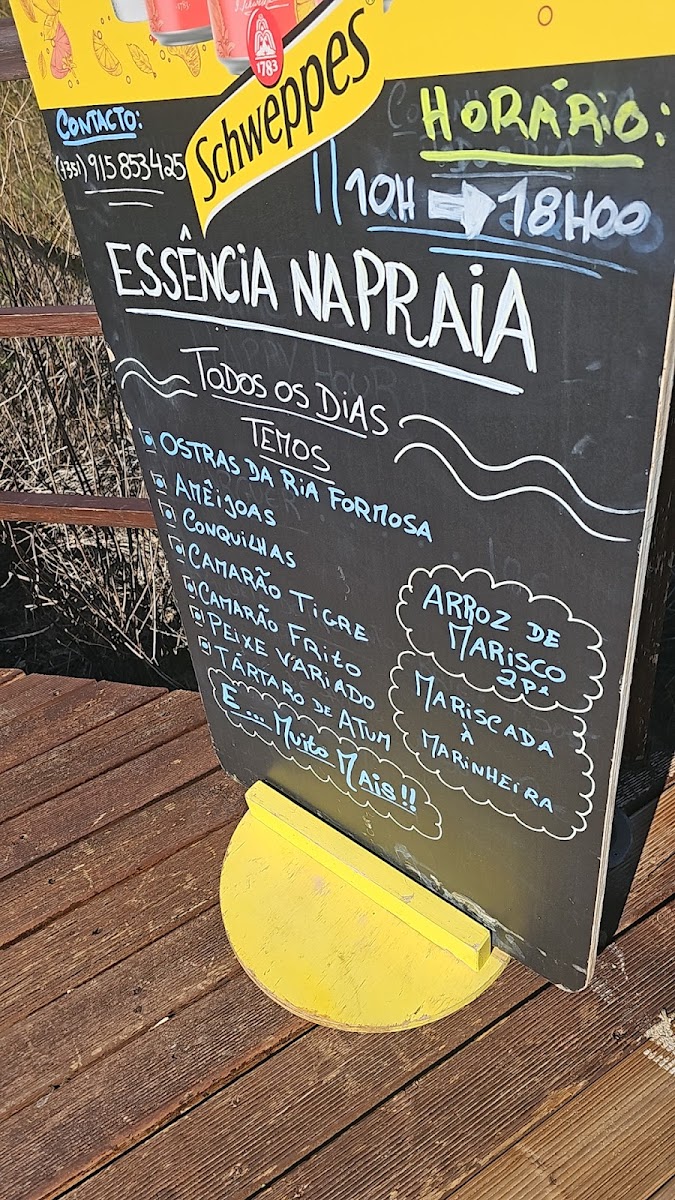 1783
Schweppes
CONTACTO:
(+351) 915 853 425
HORÁRIO:
10H ➡ 18H00
ESSÊNCIA NA PRAIA
TODOS OS DIAS
TEMOS
OSTRAS DA RIA FORMOSA
AMÊIJOAS
CONQUILHAS
CAMARÃO TIGRE
CAMARÃO FRITO
PEIXE VARIADO
TÁRTARO DE ATUM
E... MUITO MAIS!!
ARROZ DE
MARISCO
2Pª
MARISCADA
À
MARINHEIRA